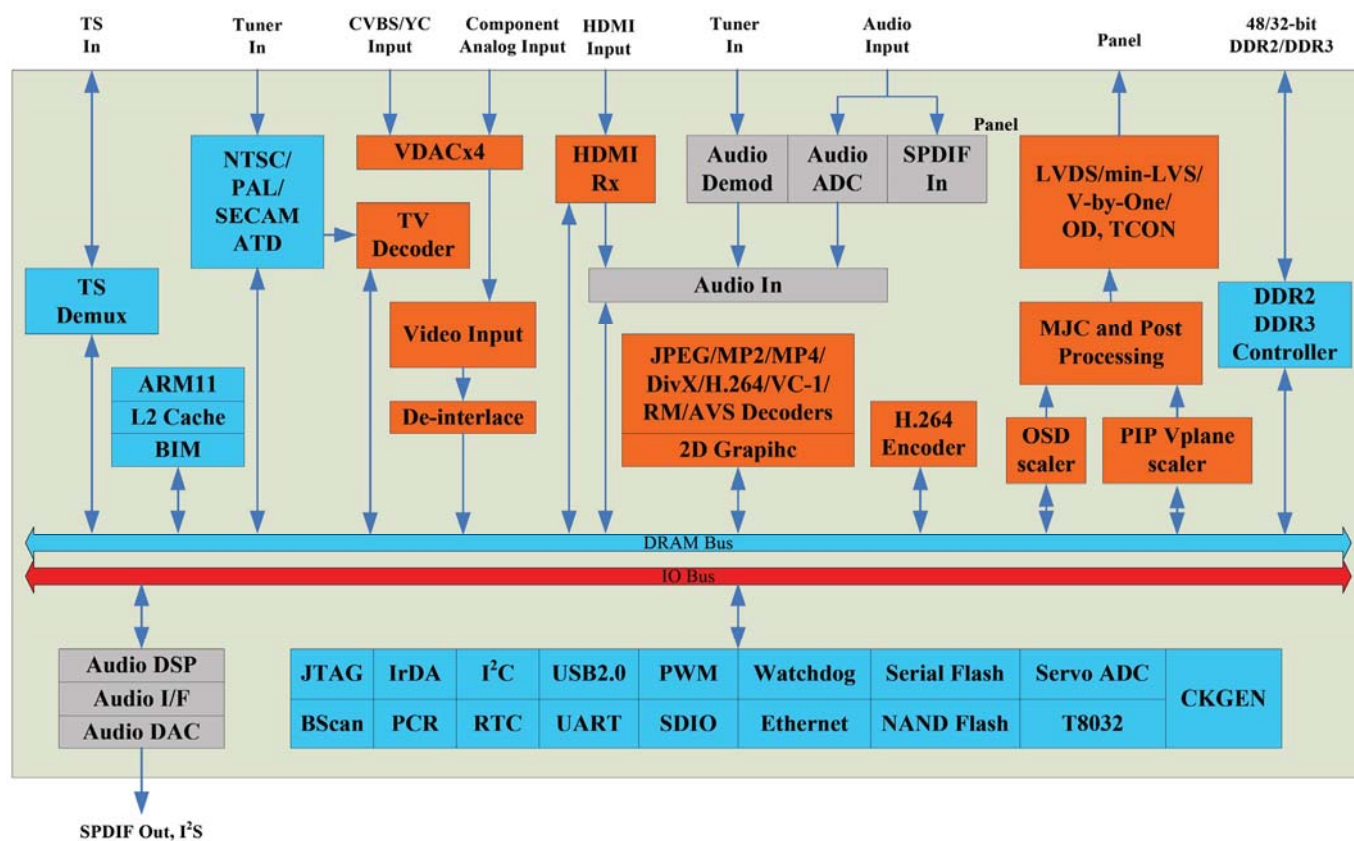 TS
In
Tuner
In
CVBS/YC
Input
Component
Analog Input
HDMI
Input
Tuner
In
Audio
Input
Panel
48/32-bit
DDR2/DDR3
NTSC/
PAL/
SECAM
ATD
VDACx4
TV
Decoder
HDMI
Rx
Audio
Demod
Audio
ADC
SPDIF
In
Panel
LVDS/min-LVS/
V-by-One/
OD, TCON
TS
Demux
Audio In
DDR2
DDR3
Controller
Video Input
MJC and Post
Processing
JPEG/MP2/MP4/
DivX/H.264/VC-1/
RM/AVS Decoders
2D Grapihc
ARM11
L2 Cache
BIM
De-interlace
H.264
Encoder
OSD
scaler
PIP Vplane
scaler
DRAM Bus
IO Bus
Audio DSP
Audio I/F
Audio DAC
JTAG
IrDA
I²C
USB2.0
PWM
Watchdog
Serial Flash
Servo ADC
CKGEN
BScan
PCR
RTC
UART
SDIO
Ethernet
NAND Flash
T8032
SPDIF Out, I²S